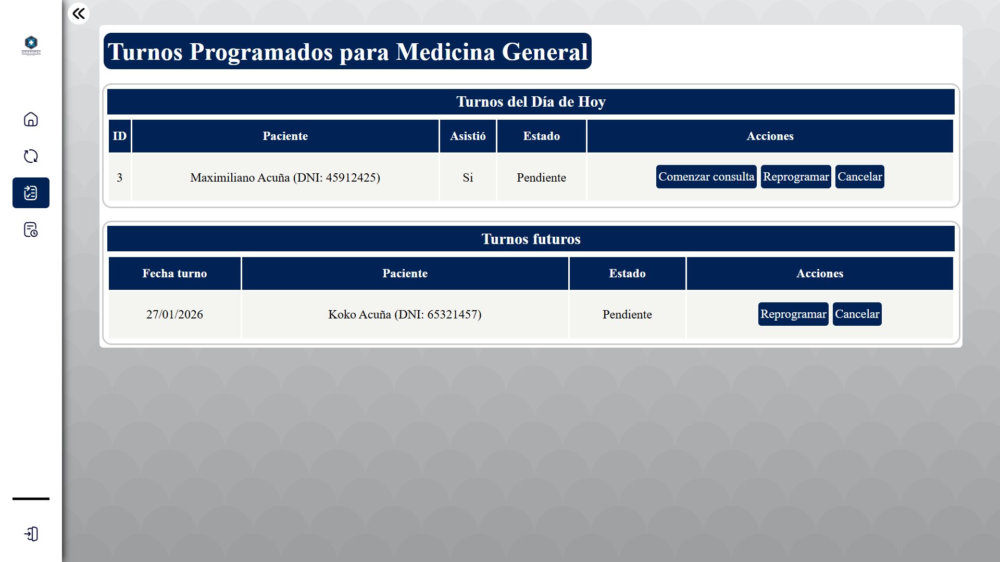 HOSPITAL
Turnos Programados para Medicina General
Turnos del Día de Hoy
ID Paciente Asistió Estado Acciones
3 Maximiliano Acuña (DNI: 45912425) Si Pendiente Comenzar consulta Reprogramar Cancelar
Turnos futuros
Fecha turno Paciente Estado Acciones
27/01/2026 Koko Acuña (DNI: 65321457) Pendiente Reprogramar Cancelar